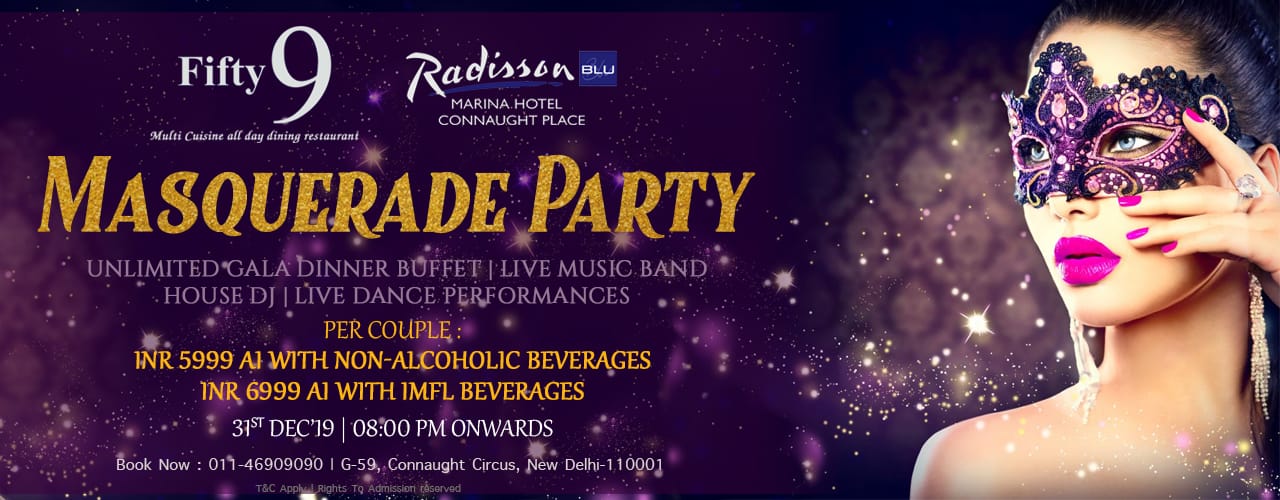 Fifty 9
Multi Cuisine all day dining restaurant
Radisson BLU
MARINA HOTEL
CONNAUGHT PLACE
MASQUERADE PARTY
UNLIMITED GALA DINNER BUFFET | LIVE MUSIC BAND
HOUSE DJ | LIVE DANCE PERFORMANCES
PER COUPLE :
INR 5999 AI WITH NON-ALCOHOLIC BEVERAGES
INR 6999 AI WITH IMFL BEVERAGES
31ST DEC'19 | 08:00 PM ONWARDS
Book Now : 011-46909090 | G-59, Connaught Circus, New Delhi-110001
T&C Apply | Rights To Admission reserved